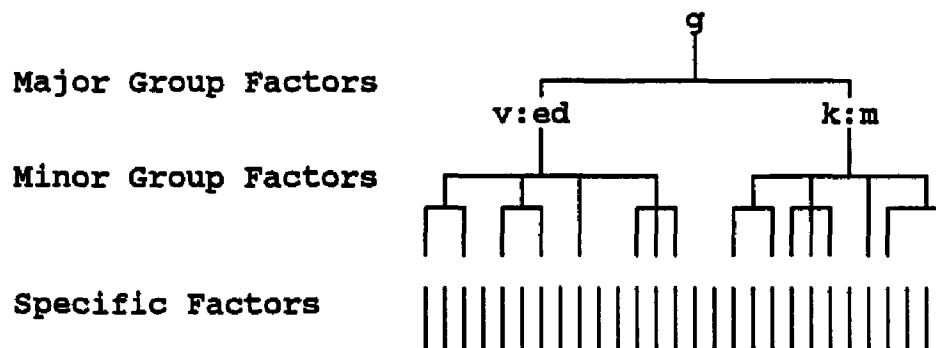 g
Major Group Factors
v:ed k:m
Minor Group Factors
Specific Factors